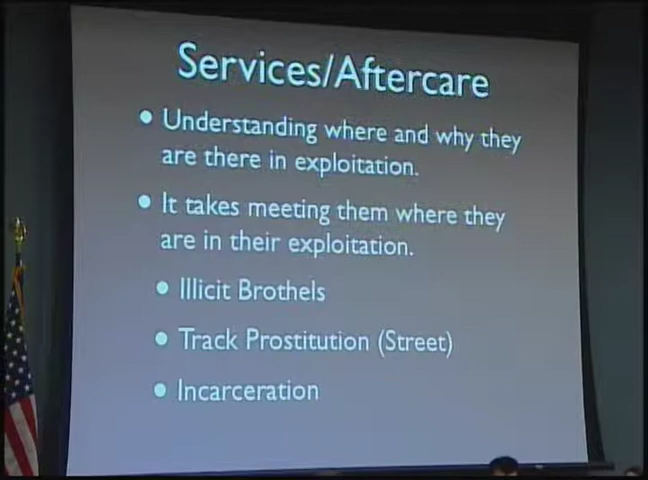 Services/Aftercare
• Understanding where and why they
are there in exploitation.
• It takes meeting them where they
are in their exploitation.
• Illicit Brothels
• Track Prostitution (Street)
• Incarceration